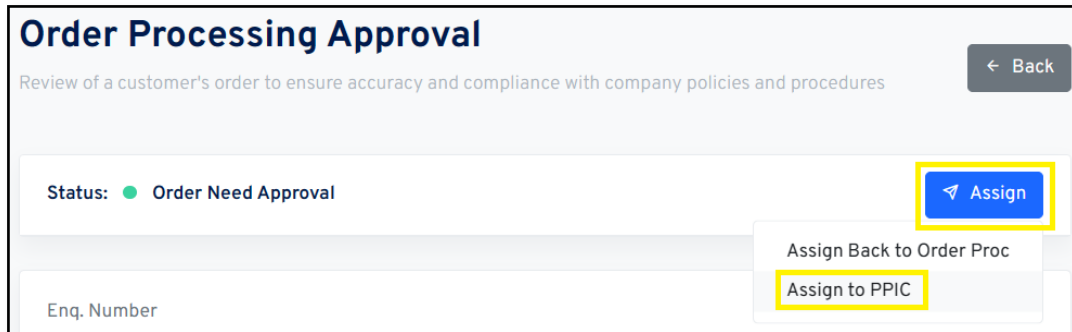 Order Processing Approval
← Back
Review of a customer's order to ensure accuracy and compliance with company policies and procedures
Status: Order Need Approval
Assign
Assign Back to Order Proc
Assign to PPIC
Enq. Number